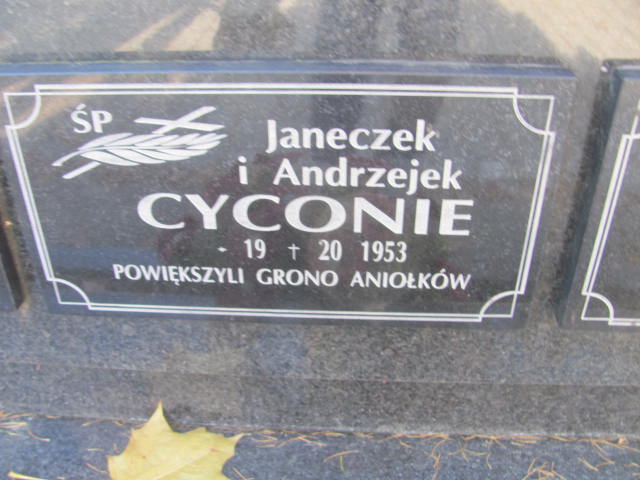 ŚP
Janeczek
i Andrzejek
CYCONIE
* 19 † 20 1953
POWIĘKSZYLI GRONO ANIOŁKÓW